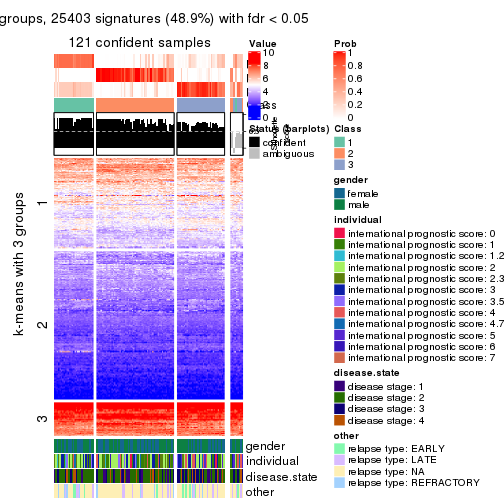 groups, 25403 signatures (48.9%) with fdr < 0.05
121 confident samples
k-means with 3 groups
1
2
3
gender
individual
disease.state
other
Value
10
8
6
4
2
0
Status (barplots)
confident
ambiguous
Prob
1
0.8
0.6
0.4
0.2
0
Class
1
2
3
gender
female
male
individual
international prognostic score: 0
international prognostic score: 1
international prognostic score: 1.2
international prognostic score: 2
international prognostic score: 2.3
international prognostic score: 3
international prognostic score: 3.5
international prognostic score: 4
international prognostic score: 4.7
international prognostic score: 5
international prognostic score: 6
international prognostic score: 7
disease.state
disease stage: 1
disease stage: 2
disease stage: 3
disease stage: 4
other
relapse type: EARLY
relapse type: LATE
relapse type: NA
relapse type: REFRACTORY